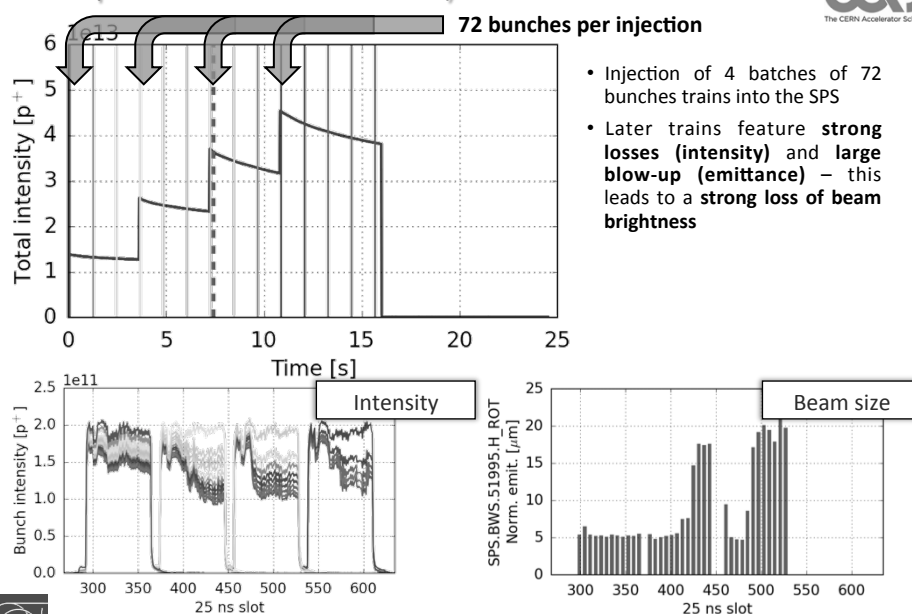 72 bunches per injection
The CERN Accelerator Sc
1e13
6
5
4
3
2
1
0
Total intensity [p+]
0 5 10 15 20 25
Time [s]
• Injection of 4 batches of 72
bunches trains into the SPS
• Later trains feature strong
losses (intensity) and large
blow-up (emittance) – this
leads to a strong loss of beam
brightness
1e11
Intensity
2.5
2.0
1.5
1.0
0.5
0.0
Bunch intensity [p+]
300 350 400 450 500 550 600
25 ns slot
Beam size
25
20
15
10
5
0
SPS.BWS.51995.H_ROT
Norm. emit. [μm]
300 350 400 450 500 550 600
25 ns slot